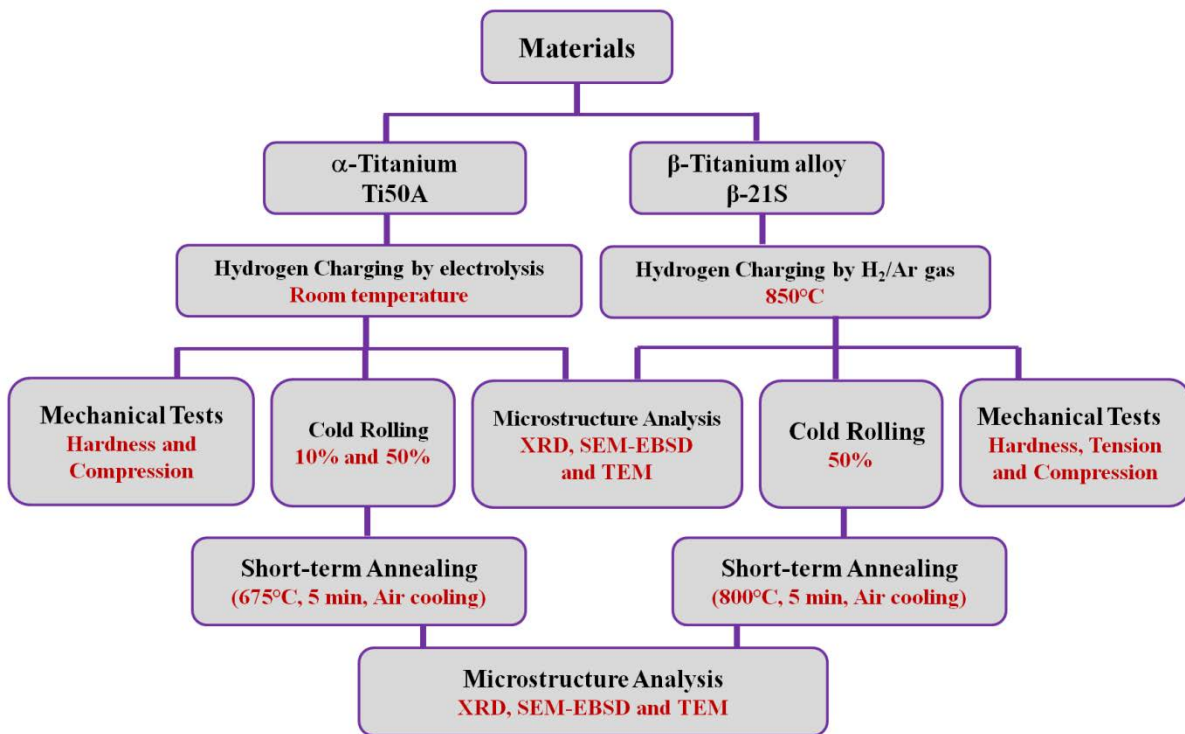 Materials
α-Titanium
Ti50A
β-Titanium alloy
β-21S
Hydrogen Charging by electrolysis
Room temperature
Hydrogen Charging by H₂/Ar gas
850°C
Mechanical Tests
Hardness and
Compression
Cold Rolling
10% and 50%
Microstructure Analysis
XRD, SEM-EBSD
and TEM
Cold Rolling
50%
Mechanical Tests
Hardness, Tension
and Compression
Short-term Annealing
(675°C, 5 min, Air cooling)
Short-term Annealing
(800°C, 5 min, Air cooling)
Microstructure Analysis
XRD, SEM-EBSD and TEM